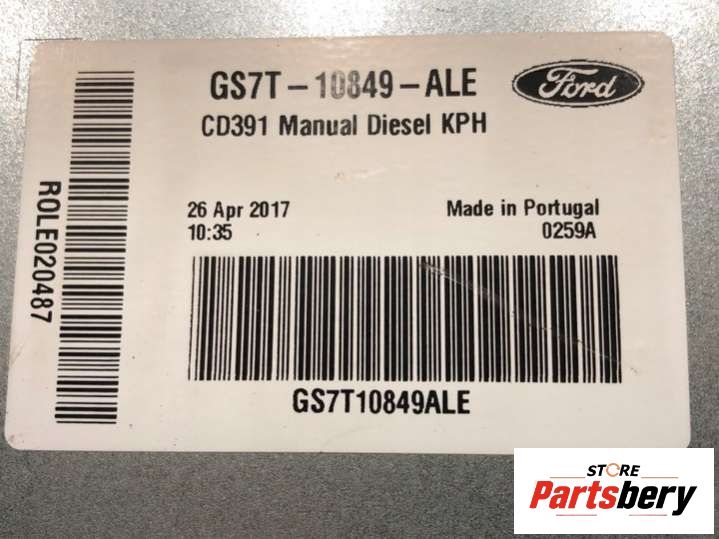 GS7T-10849-ALE
Ford
CD391 Manual Diesel KPH
26 Apr 2017
Made in Portugal
10:35
0259A
R0LE020487
GS7T10849ALE
STORE
Partsbery